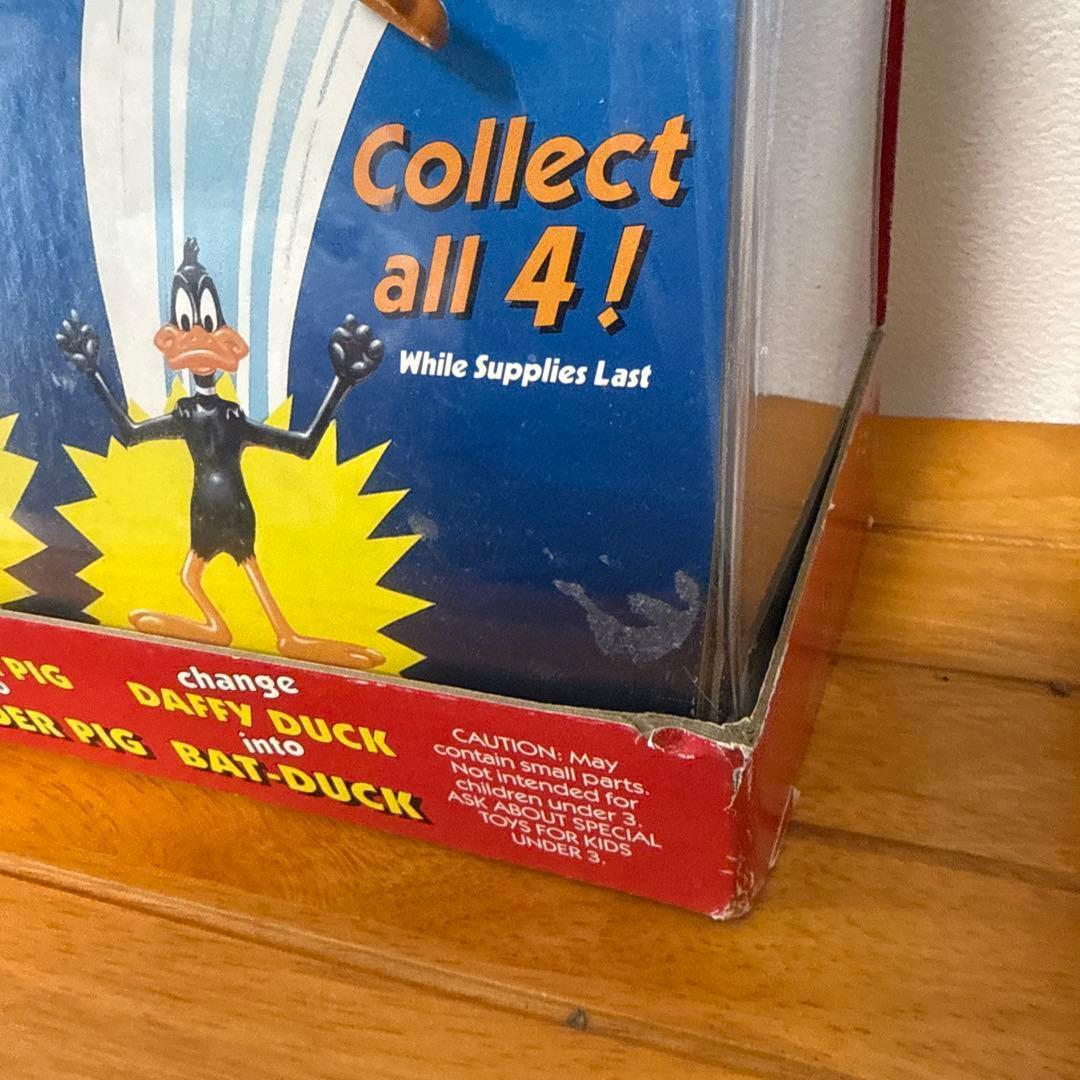 Collect
all 4!
While Supplies Last
PIG
DER PIG
change
DAFFY DUCK
into
BAT-DUCK
CAUTION: May
contain small parts.
Not intended for
children under 3.
ASK ABOUT SPECIAL
TOYS FOR KIDS
UNDER 3.